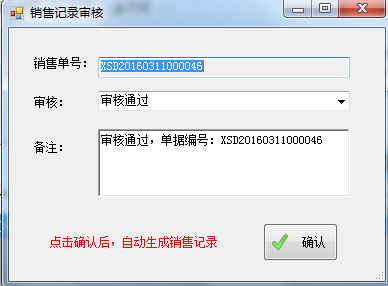 销售记录审核
销售单号： XSD20160311000046
审核： 审核通过
备注： 审核通过，单据编号：XSD20160311000046
点击确认后，自动生成销售记录 确认